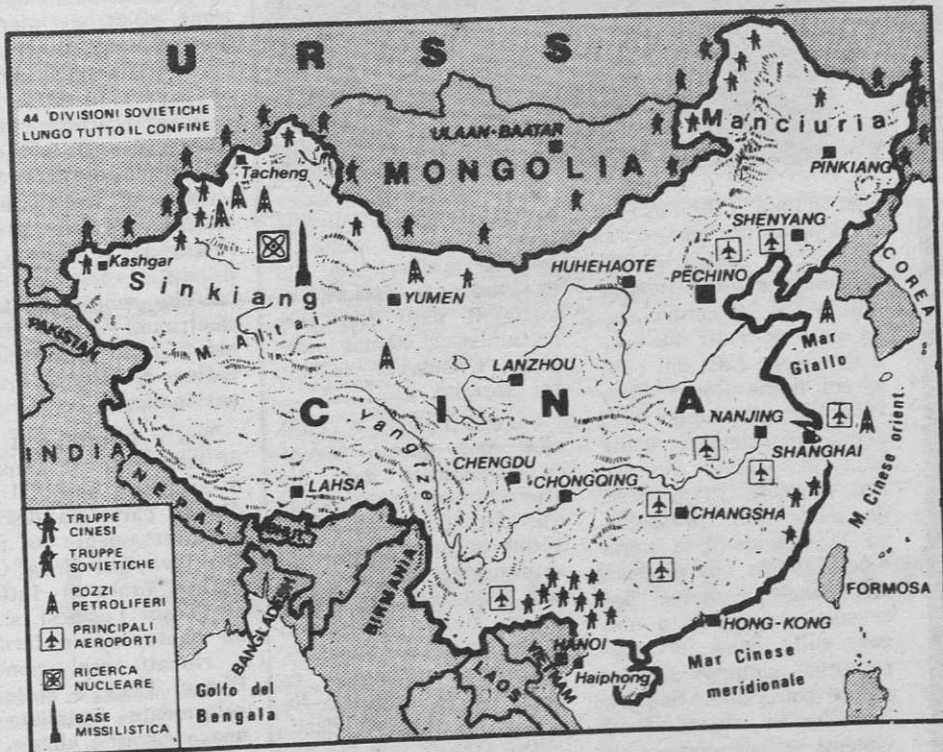 U R S S
44 DIVISIONI SOVIETICHE
LUNGO TUTTO IL CONFINE
ULAAN-BAATAR
MONGOLIA
Manciuria
Tacheng
PINKIANG
SHENYANG
Kashgar
HUHEHAOTE
PECHINO
COREA
Sinkiang
YUMEN
PAKISTAN
M. Altai
Mar
Giallo
LANZHOU
CINA
NANJING
SHANGHAI
M. Cinese orient.
INDIA
Yangtze
CHENGDU
CHONGQING
LAHSA
NEPAL
CHANGSHA
BIRMANIA
BANGLADESH
FORMOSA
HONG-KONG
HANOI
Haiphong
VIETNAM
LAOS
Mar Cinese
meridionale
Golfo del
Bengala
TRUPPE
CINESI
TRUPPE
SOVIETICHE
POZZI
PETROLIFERI
PRINCIPALI
AEROPORTI
RICERCA
NUCLEARE
BASE
MISSILISTICA